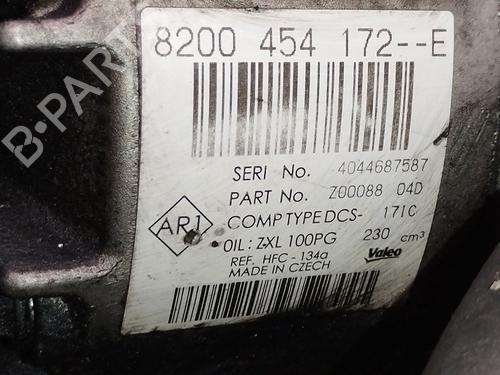 8200 454 172--E
SERI No. 4044687587
PART No. Z00088 04D
AR1
COMP TYPE DCS- 171C
OIL: ZXL 100PG 230 cm³
REF. HFC - 134a
MADE IN CZECH
Valeo
B-PARTS